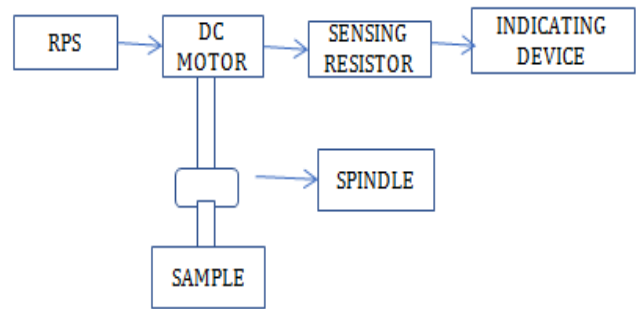 RPS
DC
MOTOR
SENSING
RESISTOR
INDICATING
DEVICE
SPINDLE
SAMPLE